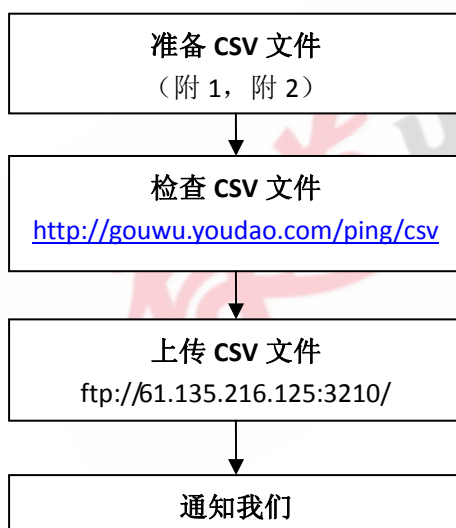 准备 CSV 文件
（附 1，附 2）
检查 CSV 文件
http://gouwu.youdao.com/ping/csv
上传 CSV 文件
ftp://61.135.216.125:3210/
通知我们